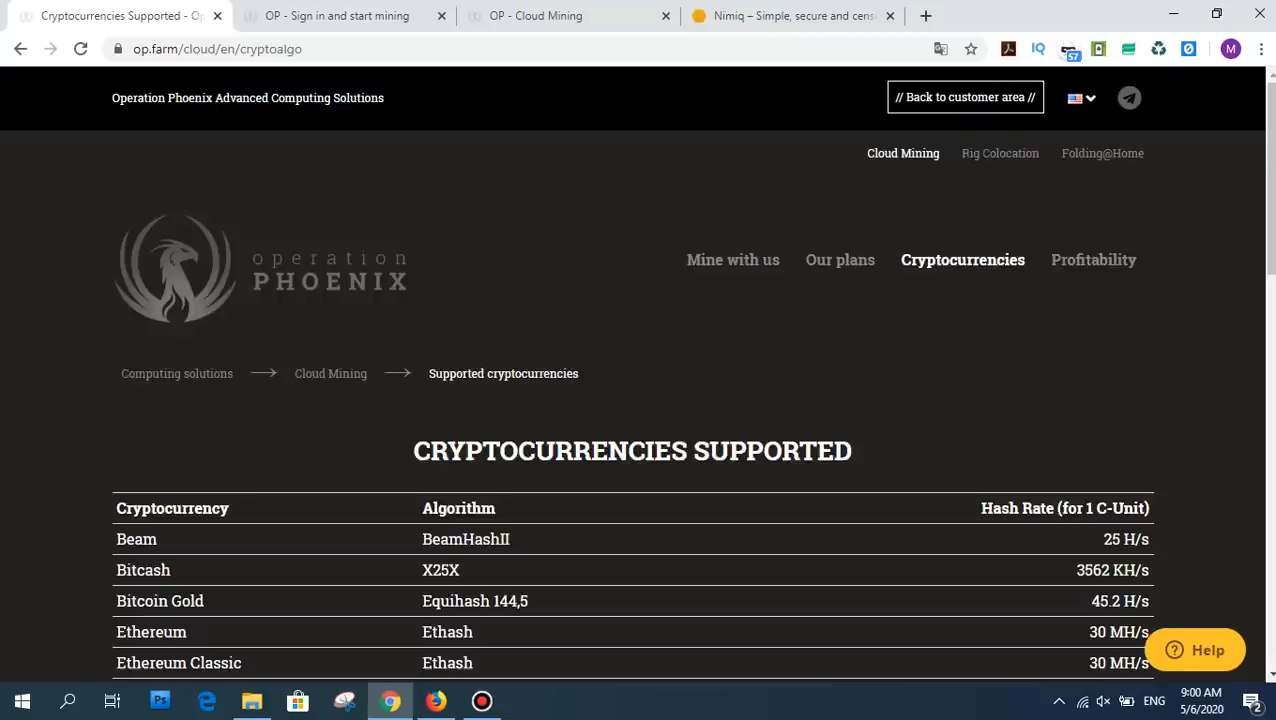 Cryptocurrencies Supported - Op
OP - Sign in and start mining
OP - Cloud Mining
Nimiq – Simple, secure and cens
op.farm/cloud/en/cryptoalgo
IQ
57
M
Operation Phoenix Advanced Computing Solutions
// Back to customer area //
Cloud Mining
Rig Colocation
Folding@Home
operation
PHOENIX
Mine with us
Our plans
Cryptocurrencies
Profitability
Computing solutions
Cloud Mining
Supported cryptocurrencies
CRYPTOCURRENCIES SUPPORTED
Cryptocurrency Algorithm Hash Rate (for 1 C-Unit)
Beam BeamHashII 25 H/s
Bitcash X25X 3562 KH/s
Bitcoin Gold Equihash 144,5 45.2 H/s
Ethereum Ethash 30 MH/s
Ethereum Classic Ethash 30 MH/s
Help
Ps
ENG
9:00 AM
5/6/2020
2